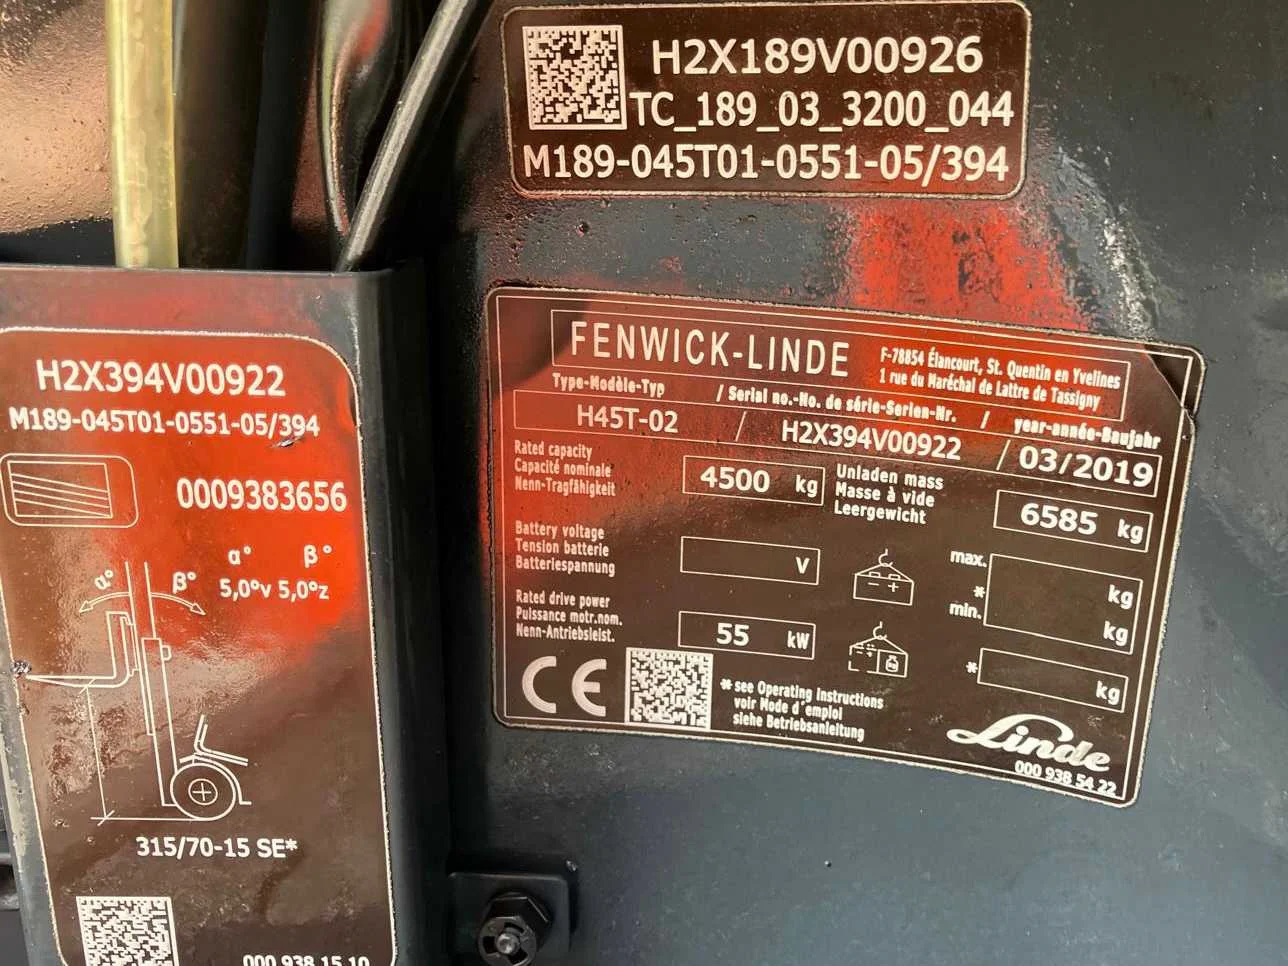 H2X189V00926
TC_189_03_3200_044
M189-045T01-0551-05/394
H2X394V00922
M189-045T01-0551-05/394
0009383656
α° β°
5,0°v 5,0°z
α° β°
315/70-15 SE*
000 938 15 10
FENWICK-LINDE
F-78854 Élancourt, St. Quentin en Yvelines
1 rue du Maréchal de Lattre de Tassigny
Type-Modèle-Typ / Serial no.-No. de série-Serien-Nr. / year-année-Baujahr
H45T-02 / H2X394V00922 / 03/2019
Rated capacity
Capacité nominale
Nenn-Tragfähigkeit
4500 kg
Unladen mass
Masse à vide
Leergewicht
6585 kg
Battery voltage
Tension batterie
Batteriespannung
V
max. kg
*
min. kg
Rated drive power
Puissance motr.nom.
Nenn-Antriebsleist.
55 kW
* kg
CE
* see Operating Instructions
voir Mode d'emploi
siehe Betriebsanleitung
Linde
000 938 54 22